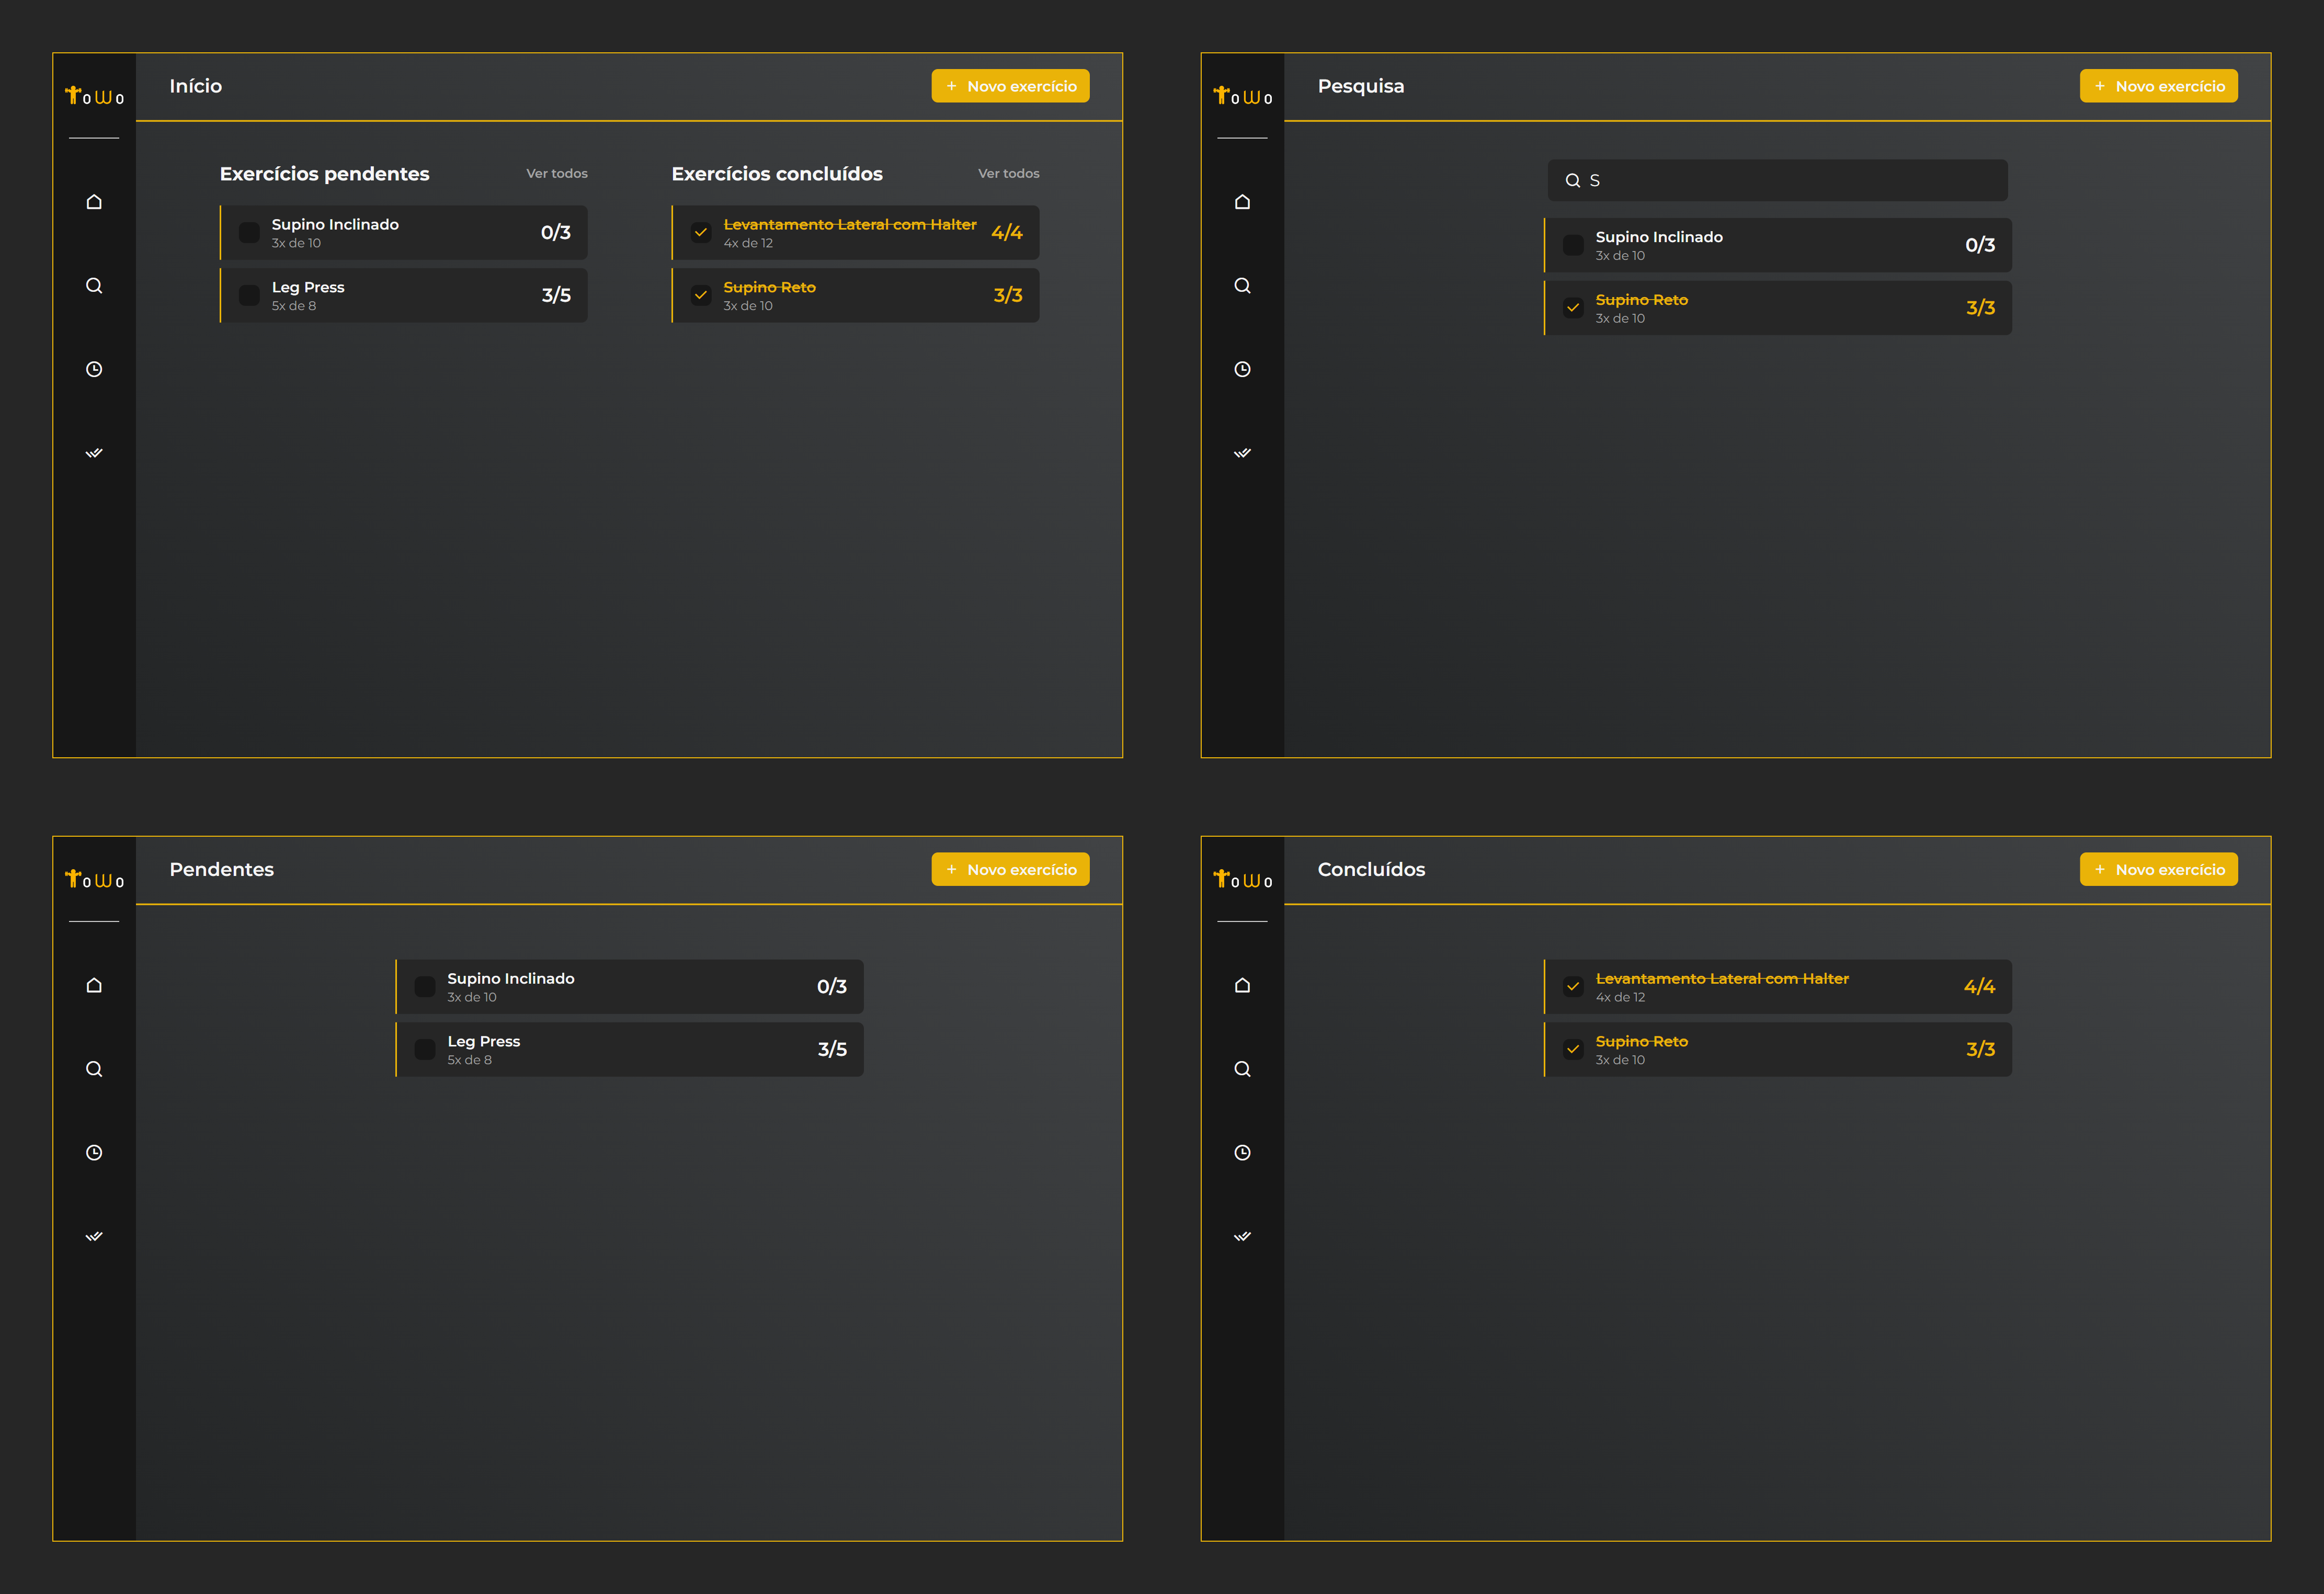 Towo
Início
+ Novo exercício
Exercícios pendentes
Ver todos
Supino Inclinado
3x de 10
0/3
Leg Press
5x de 8
3/5
Exercícios concluídos
Ver todos
Levantamento Lateral com Halter
4x de 12
4/4
Supino Reto
3x de 10
3/3
Towo
Pesquisa
+ Novo exercício
S
Supino Inclinado
3x de 10
0/3
Supino Reto
3x de 10
3/3
Towo
Pendentes
+ Novo exercício
Supino Inclinado
3x de 10
0/3
Leg Press
5x de 8
3/5
Towo
Concluídos
+ Novo exercício
Levantamento Lateral com Halter
4x de 12
4/4
Supino Reto
3x de 10
3/3